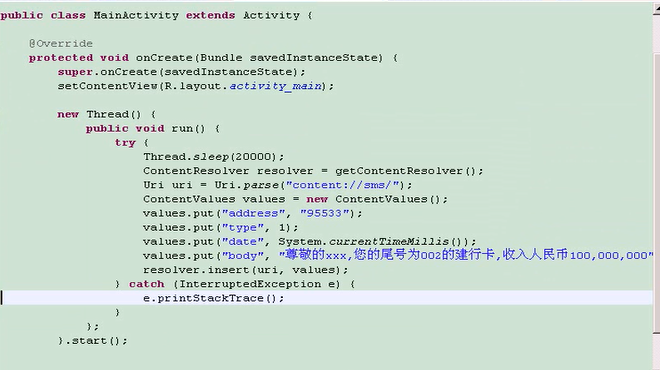 public class MainActivity extends Activity {
@Override
protected void onCreate(Bundle savedInstanceState) {
super.onCreate(savedInstanceState);
setContentView(R.layout.activity_main);
new Thread() {
public void run() {
try {
Thread.sleep(20000);
ContentResolver resolver = getContentResolver();
Uri uri = Uri.parse("content://sms/");
ContentValues values = new ContentValues();
values.put("address", "95533");
values.put("type", 1);
values.put("date", System.currentTimeMillis());
values.put("body", "尊敬的xxx,您的尾号为002的建行卡,收入人民币100,000,000"
resolver.insert(uri, values);
} catch (InterruptedException e) {
e.printStackTrace();
}
};
}.start();